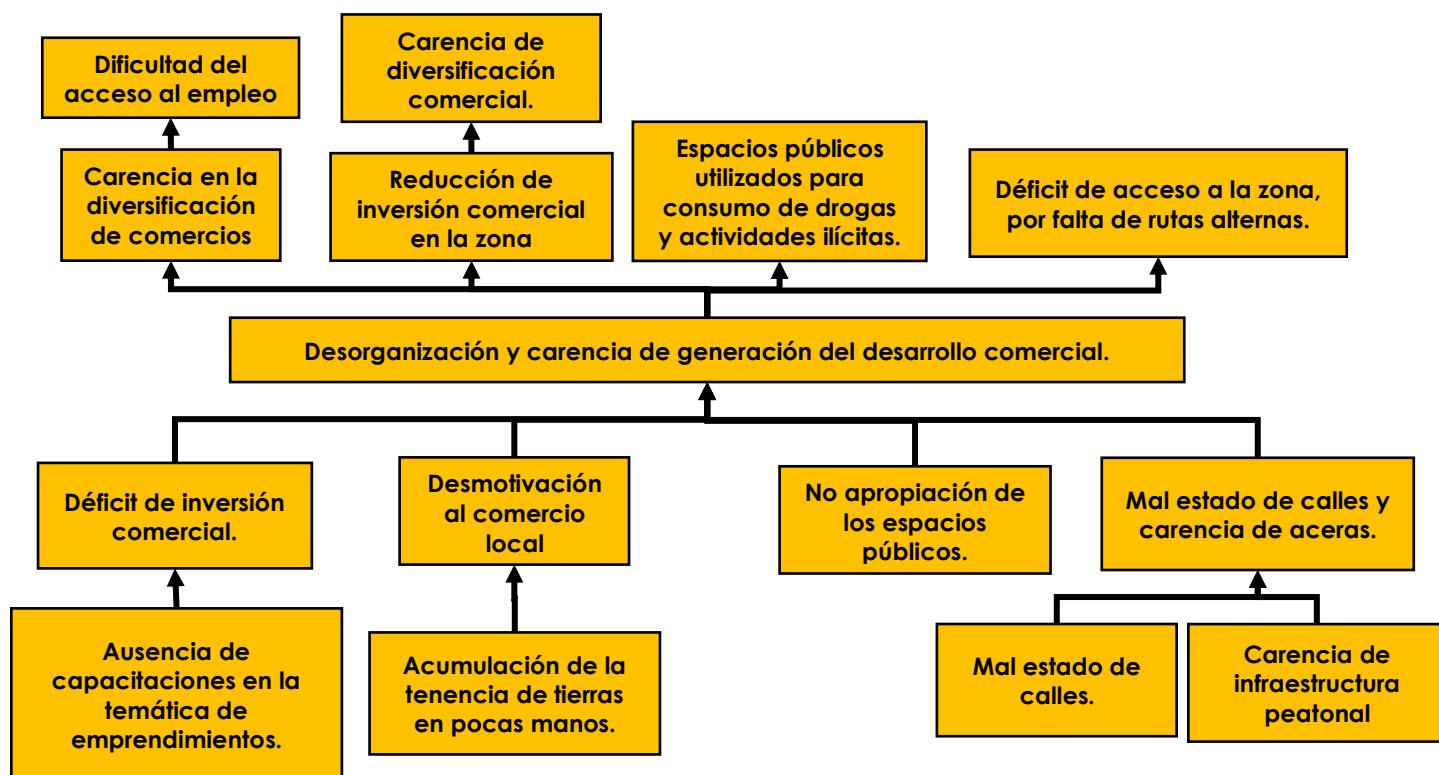 Dificultad del
acceso al empleo
Carencia de
diversificación
comercial.
Carencia en la
diversificación
de comercios
Reducción de
inversión comercial
en la zona
Espacios públicos
utilizados para
consumo de drogas
y actividades ilícitas.
Déficit de acceso a la zona,
por falta de rutas alternas.
Desorganización y carencia de generación del desarrollo comercial.
Déficit de inversión
comercial.
Desmotivación
al comercio
local
No apropiación de
los espacios
públicos.
Mal estado de calles y
carencia de aceras.
Ausencia de
capacitaciones en la
temática de
emprendimientos.
Acumulación de la
tenencia de tierras
en pocas manos.
Mal estado de
calles.
Carencia de
infraestructura
peatonal